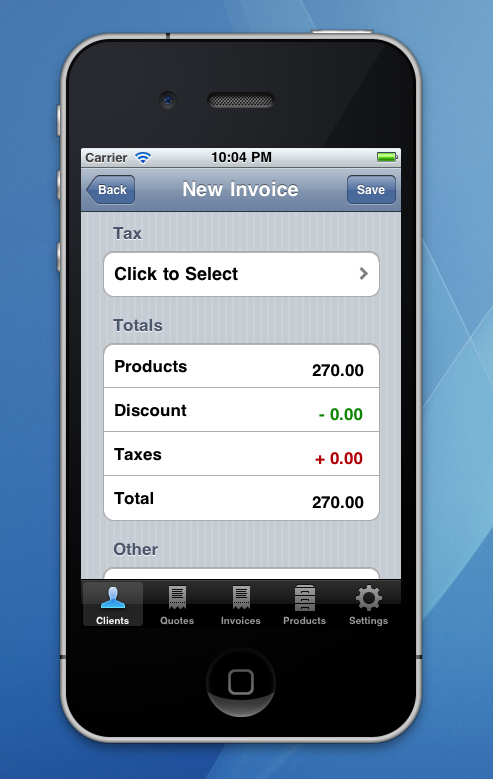 Carrier 10:04 PM
Back New Invoice Save
Tax
Click to Select
Totals
Products 270.00
Discount - 0.00
Taxes + 0.00
Total 270.00
Other
Clients Quotes Invoices Products Settings